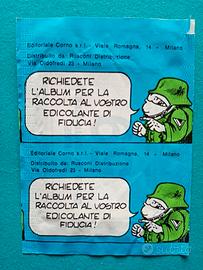 Editoriale Corno s.r.l. - Viale Romagna, 14 - Milano
Distribuito da: Rusconi Distribuzione
Via Oldofredi 23 - Milano
RICHIEDETE
L'ALBUM PER LA
RACCOLTA AL VOSTRO
EDICOLANTE DI
FIDUCIA!
Editoriale Corno s.r.l. - Viale Romagna, 14 - Milano
Distribuito da: Rusconi Distribuzione
Via Oldofredi 23 - Milano
RICHIEDETE
L'ALBUM PER LA
RACCOLTA AL VOSTRO
EDICOLANTE DI
FIDUCIA!
subito